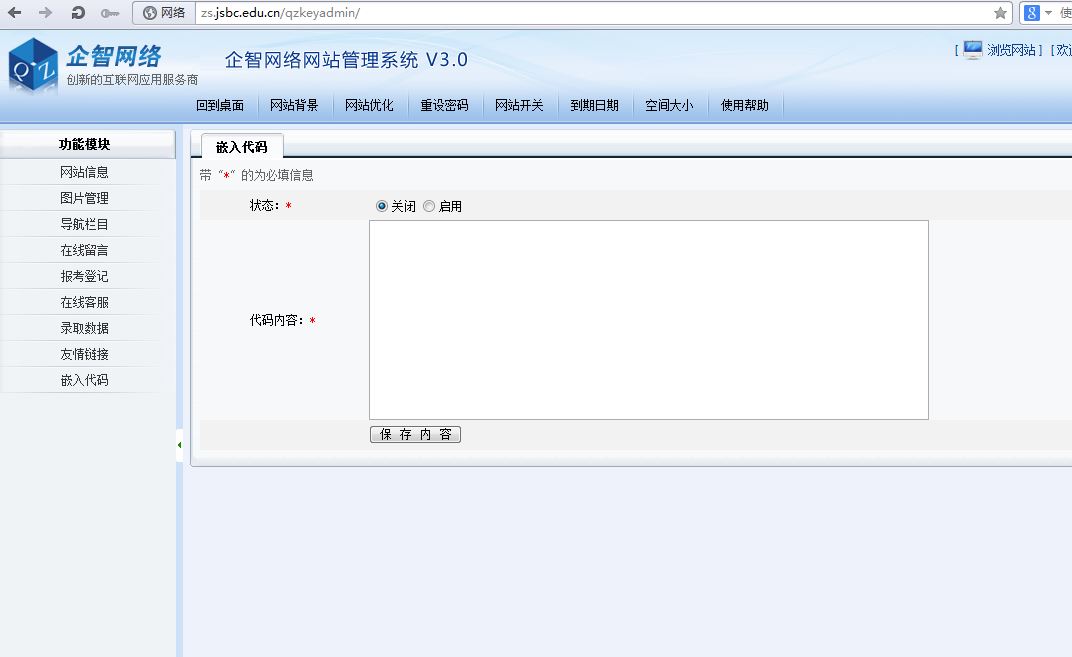 网络 zs.jsbc.edu.cn/qzkeyadmin/ 8 使
QZ 企智网络
创新的互联网应用服务商
企智网络网站管理系统 V3.0
[ 浏览网站 ] [欢迎
回到桌面 网站背景 网站优化 重设密码 网站开关 到期日期 空间大小 使用帮助
功能模块
网站信息
图片管理
导航栏目
在线留言
报考登记
在线客服
录取数据
友情链接
嵌入代码
嵌入代码
带 “*” 的为必填信息
状态: * 关闭 启用
代码内容: *
保 存 内 容